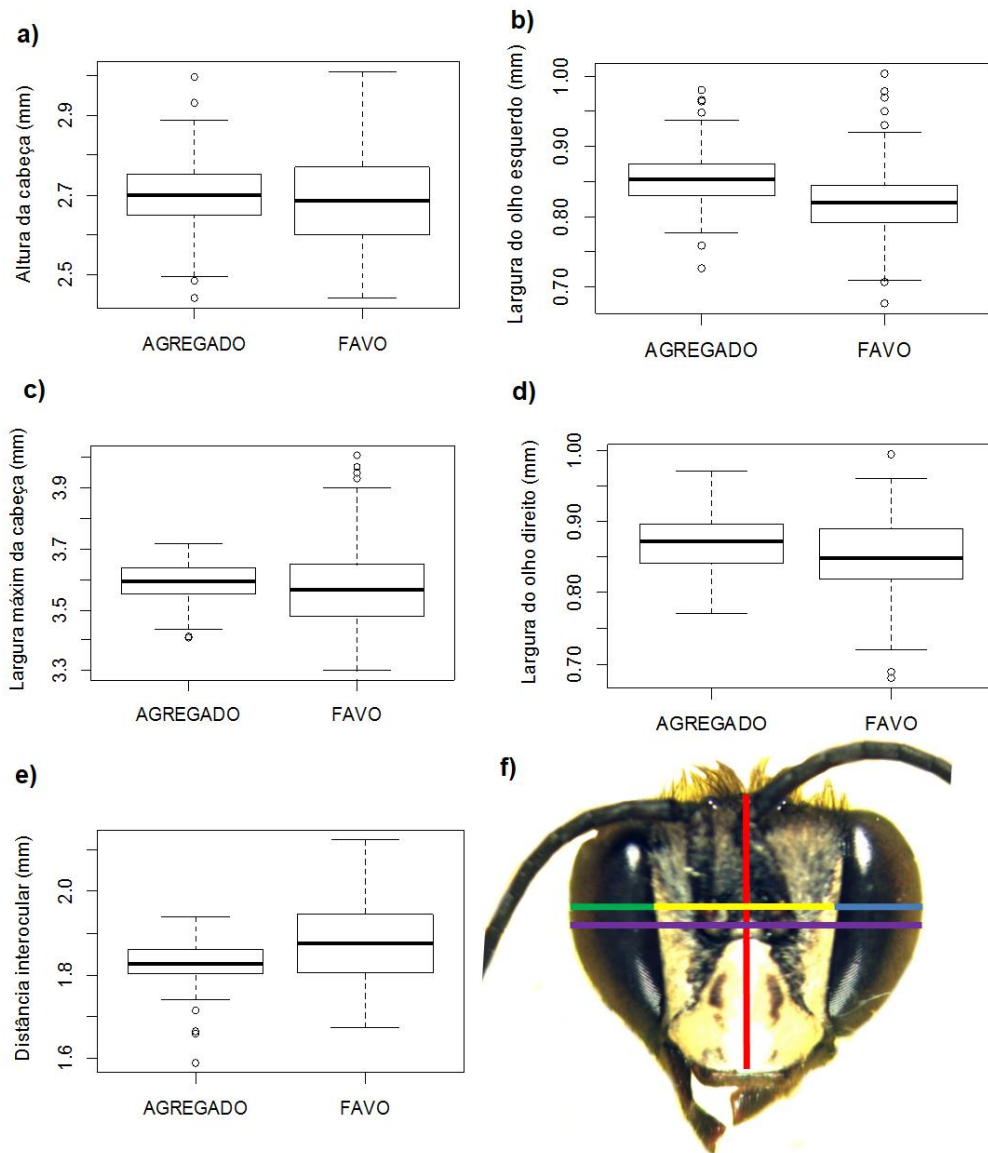 a)
Altura da cabeça (mm)
2.9
2.7
2.5
AGREGADO FAVO
b)
Largura do olho esquerdo (mm)
1.00
0.90
0.80
0.70
AGREGADO FAVO
c)
Largura máxim da cabeça (mm)
3.9
3.7
3.5
3.3
AGREGADO FAVO
d)
Largura do olho direito (mm)
1.00
0.90
0.80
0.70
AGREGADO FAVO
e)
Distância interocular (mm)
2.0
1.8
1.6
AGREGADO FAVO
f)